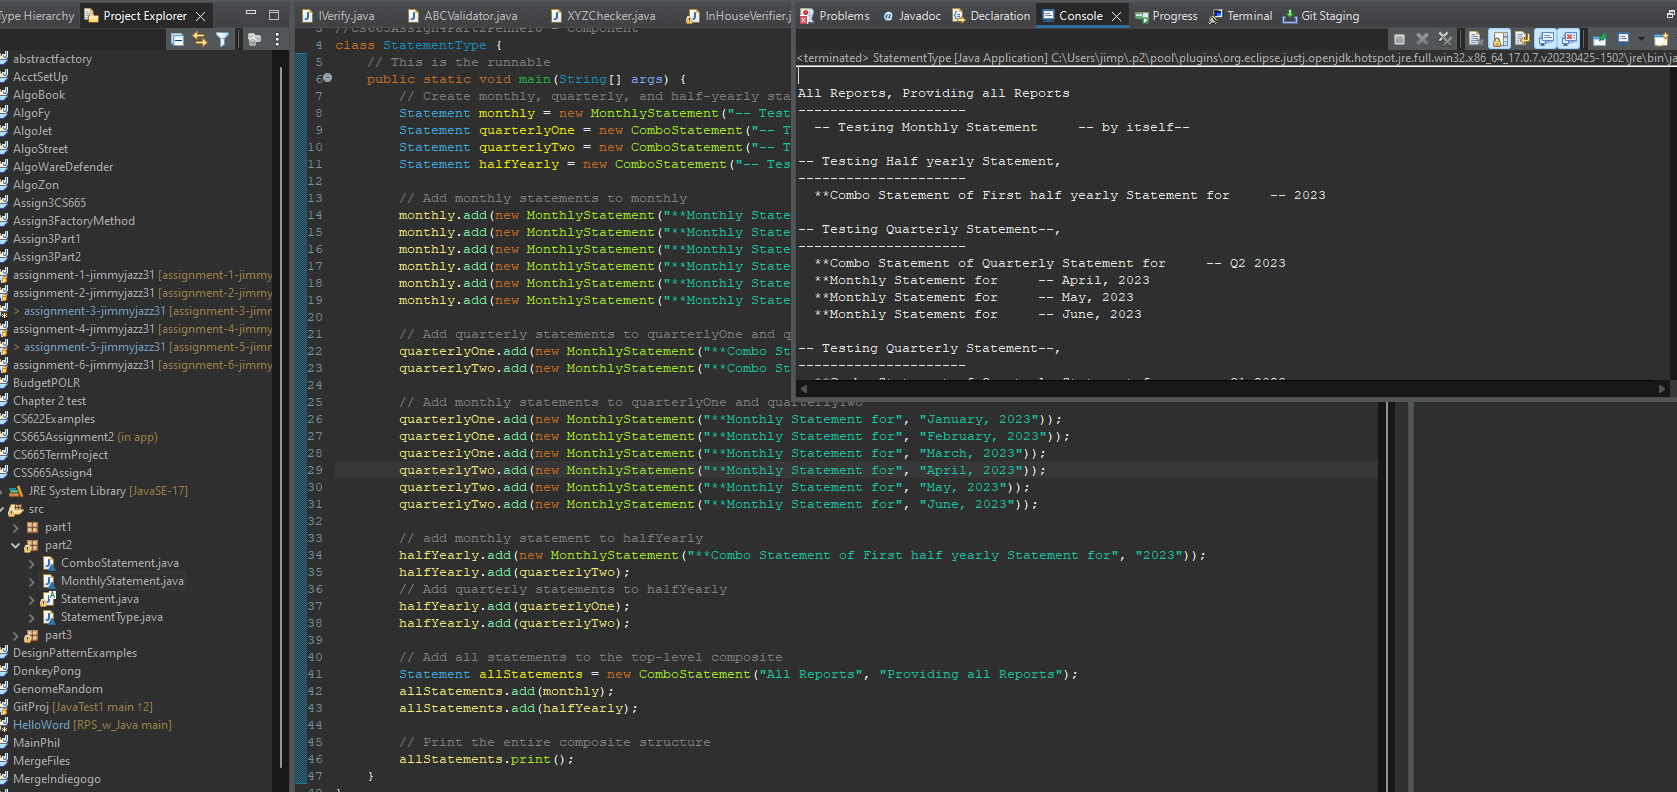 Type Hierarchy Project Explorer
abstractfactory
AcctSetUp
AlgoBook
AlgoFy
AlgoJet
AlgoStreet
AlgoWareDefender
AlgoZon
Assign3CS665
Assign3FactoryMethod
Assign3Part1
Assign3Part2
assignment-1-jimmyjazz31 [assignment-1-jimmy
assignment-2-jimmyjazz31 [assignment-2-jimmy
> assignment-3-jimmyjazz31 [assignment-3-jimm
assignment-4-jimmyjazz31 [assignment-4-jimmy
> assignment-5-jimmyjazz31 [assignment-5-jimm
assignment-6-jimmyjazz31 [assignment-6-jimmy
BudgetPOLR
Chapter 2 test
CS622Examples
CS665Assignment2 (in app)
CS665TermProject
CSS665Assign4
JRE System Library [JavaSE-17]
src
part1
part2
ComboStatement.java
MonthlyStatement.java
Statement.java
StatementType.java
part3
DesignPatternExamples
DonkeyPong
GenomeRandom
GitProj [JavaTest1 main ↑2]
HelloWord [RPS_w_Java main]
MainPhil
MergeFiles
MergeIndiegogo
IVerify.java ABCValidator.java XYZChecker.java InHouseVerifier.j
4 class StatementType {
5 // This is the runnable
6 public static void main(String[] args) {
7 // Create monthly, quarterly, and half-yearly sta
8 Statement monthly = new MonthlyStatement("-- Test
9 Statement quarterlyOne = new ComboStatement("-- T
10 Statement quarterlyTwo = new ComboStatement("-- T
11 Statement halfYearly = new ComboStatement("-- Tes
12
13 // Add monthly statements to monthly
14 monthly.add(new MonthlyStatement("**Monthly State
15 monthly.add(new MonthlyStatement("**Monthly State
16 monthly.add(new MonthlyStatement("**Monthly State
17 monthly.add(new MonthlyStatement("**Monthly State
18 monthly.add(new MonthlyStatement("**Monthly State
19 monthly.add(new MonthlyStatement("**Monthly State
20
21 // Add quarterly statements to quarterlyOne and q
22 quarterlyOne.add(new MonthlyStatement("**Combo St
23 quarterlyTwo.add(new MonthlyStatement("**Combo St
24
25 // Add monthly statements to quarterlyOne and quarterlyTwo
26 quarterlyOne.add(new MonthlyStatement("**Monthly Statement for", "January, 2023"));
27 quarterlyOne.add(new MonthlyStatement("**Monthly Statement for", "February, 2023"));
28 quarterlyOne.add(new MonthlyStatement("**Monthly Statement for", "March, 2023"));
29 quarterlyTwo.add(new MonthlyStatement("**Monthly Statement for", "April, 2023"));
30 quarterlyTwo.add(new MonthlyStatement("**Monthly Statement for", "May, 2023"));
31 quarterlyTwo.add(new MonthlyStatement("**Monthly Statement for", "June, 2023"));
32
33 // add monthly statement to halfYearly
34 halfYearly.add(new MonthlyStatement("**Combo Statement of First half yearly Statement for", "2023"));
35 halfYearly.add(quarterlyTwo);
36 // Add quarterly statements to halfYearly
37 halfYearly.add(quarterlyOne);
38 halfYearly.add(quarterlyTwo);
39
40 // Add all statements to the top-level composite
41 Statement allStatements = new ComboStatement("All Reports", "Providing all Reports");
42 allStatements.add(monthly);
43 allStatements.add(halfYearly);
44
45 // Print the entire composite structure
46 allStatements.print();
47 }
Problems Javadoc Declaration Console Progress Terminal Git Staging
<terminated> StatementType [Java Application] C:\Users\jimp\.p2\pool\plugins\org.eclipse.justj.openjdk.hotspot.jre.full.win32.x86_64_17.0.7.v20230425-1502\jre\bin\ja
All Reports, Providing all Reports
---------------------
-- Testing Monthly Statement -- by itself--
-- Testing Half yearly Statement,
---------------------
**Combo Statement of First half yearly Statement for -- 2023
-- Testing Quarterly Statement--,
---------------------
**Combo Statement of Quarterly Statement for -- Q2 2023
**Monthly Statement for -- April, 2023
**Monthly Statement for -- May, 2023
**Monthly Statement for -- June, 2023
-- Testing Quarterly Statement--,
---------------------